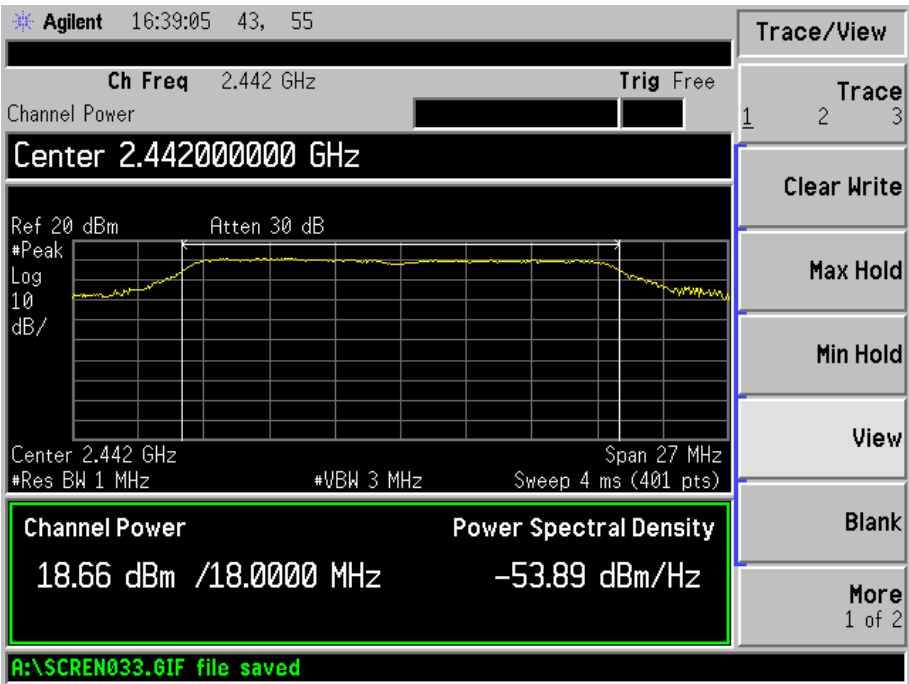 Agilent 16:39:05 43, 55
Trace/View
Ch Freq 2.442 GHz Trig Free
Channel Power
Trace
1 2 3
Center 2.442000000 GHz
Clear Write
Ref 20 dBm Atten 30 dB
#Peak
Log
10
dB/
Max Hold
Min Hold
View
Center 2.442 GHz Span 27 MHz
#Res BW 1 MHz #VBW 3 MHz Sweep 4 ms (401 pts)
Channel Power Power Spectral Density
Blank
18.66 dBm /18.0000 MHz -53.89 dBm/Hz
More
1 of 2
A:\SCREN033.GIF file saved